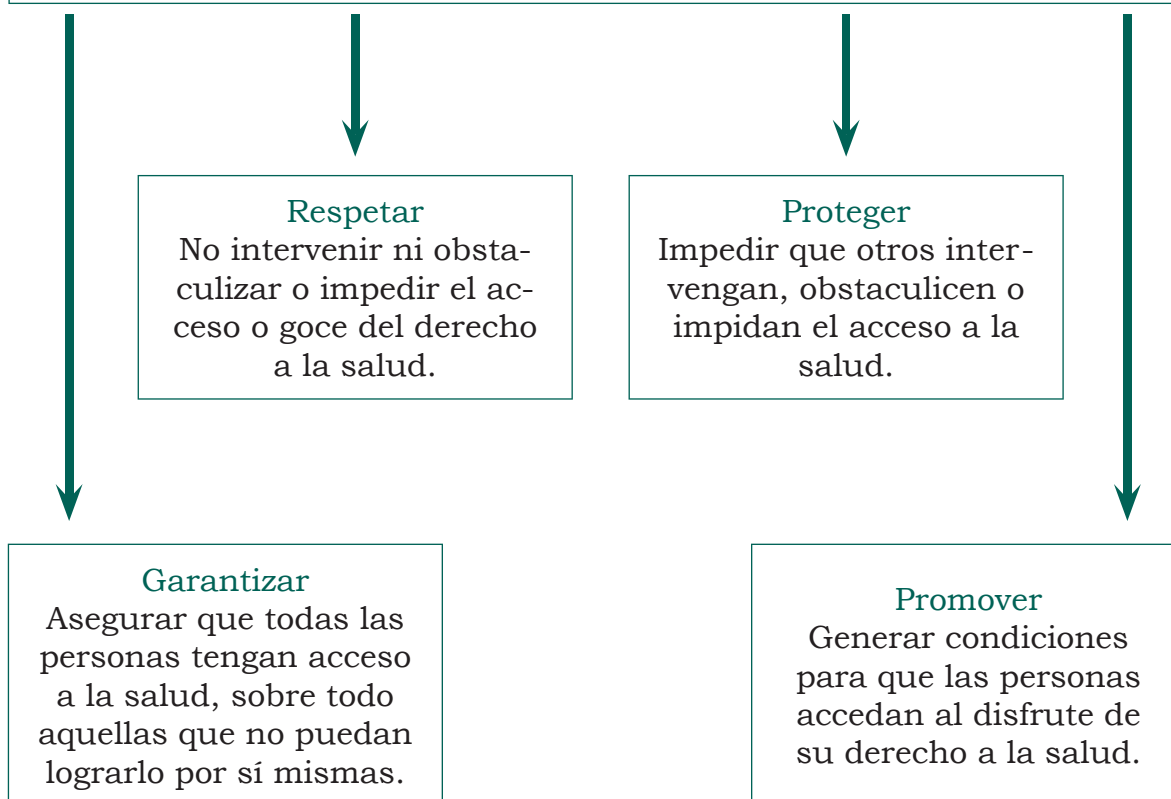 Respetar
No intervenir ni obsta-
culizar o impedir el ac-
ceso o goce del derecho
a la salud.
Proteger
Impedir que otros inter-
vengan, obstaculicen o
impidan el acceso a la
salud.
Garantizar
Asegurar que todas las
personas tengan acceso
a la salud, sobre todo
aquellas que no puedan
lograrlo por sí mismas.
Promover
Generar condiciones
para que las personas
accedan al disfrute de
su derecho a la salud.